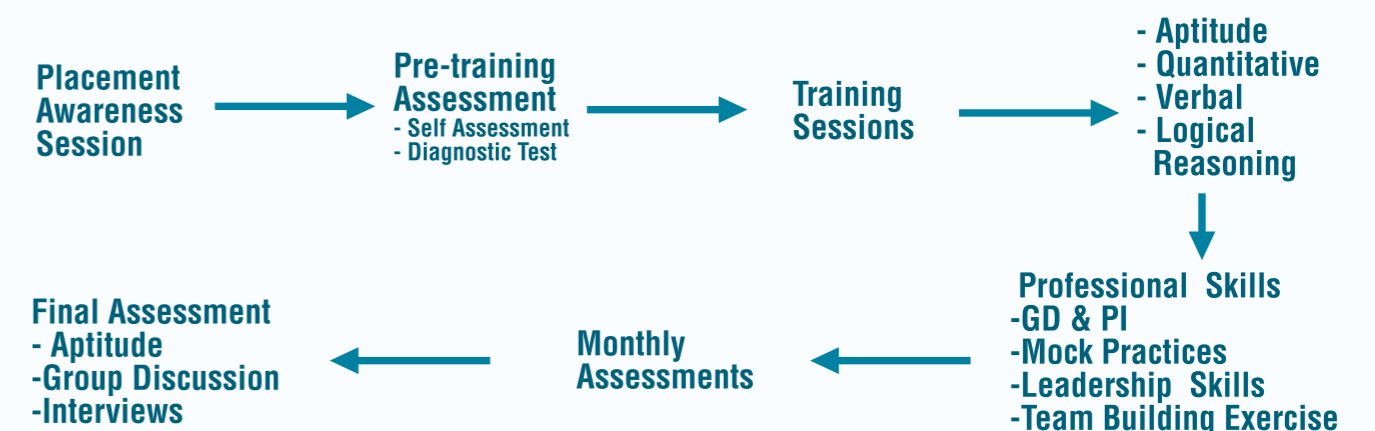 Placement
Awareness
Session
Pre-training
Assessment
- Self Assessment
- Diagnostic Test
Training
Sessions
- Aptitude
- Quantitative
- Verbal
- Logical
Reasoning
Professional Skills
-GD & PI
-Mock Practices
-Leadership Skills
-Team Building Exercise
Monthly
Assessments
Final Assessment
- Aptitude
-Group Discussion
-Interviews